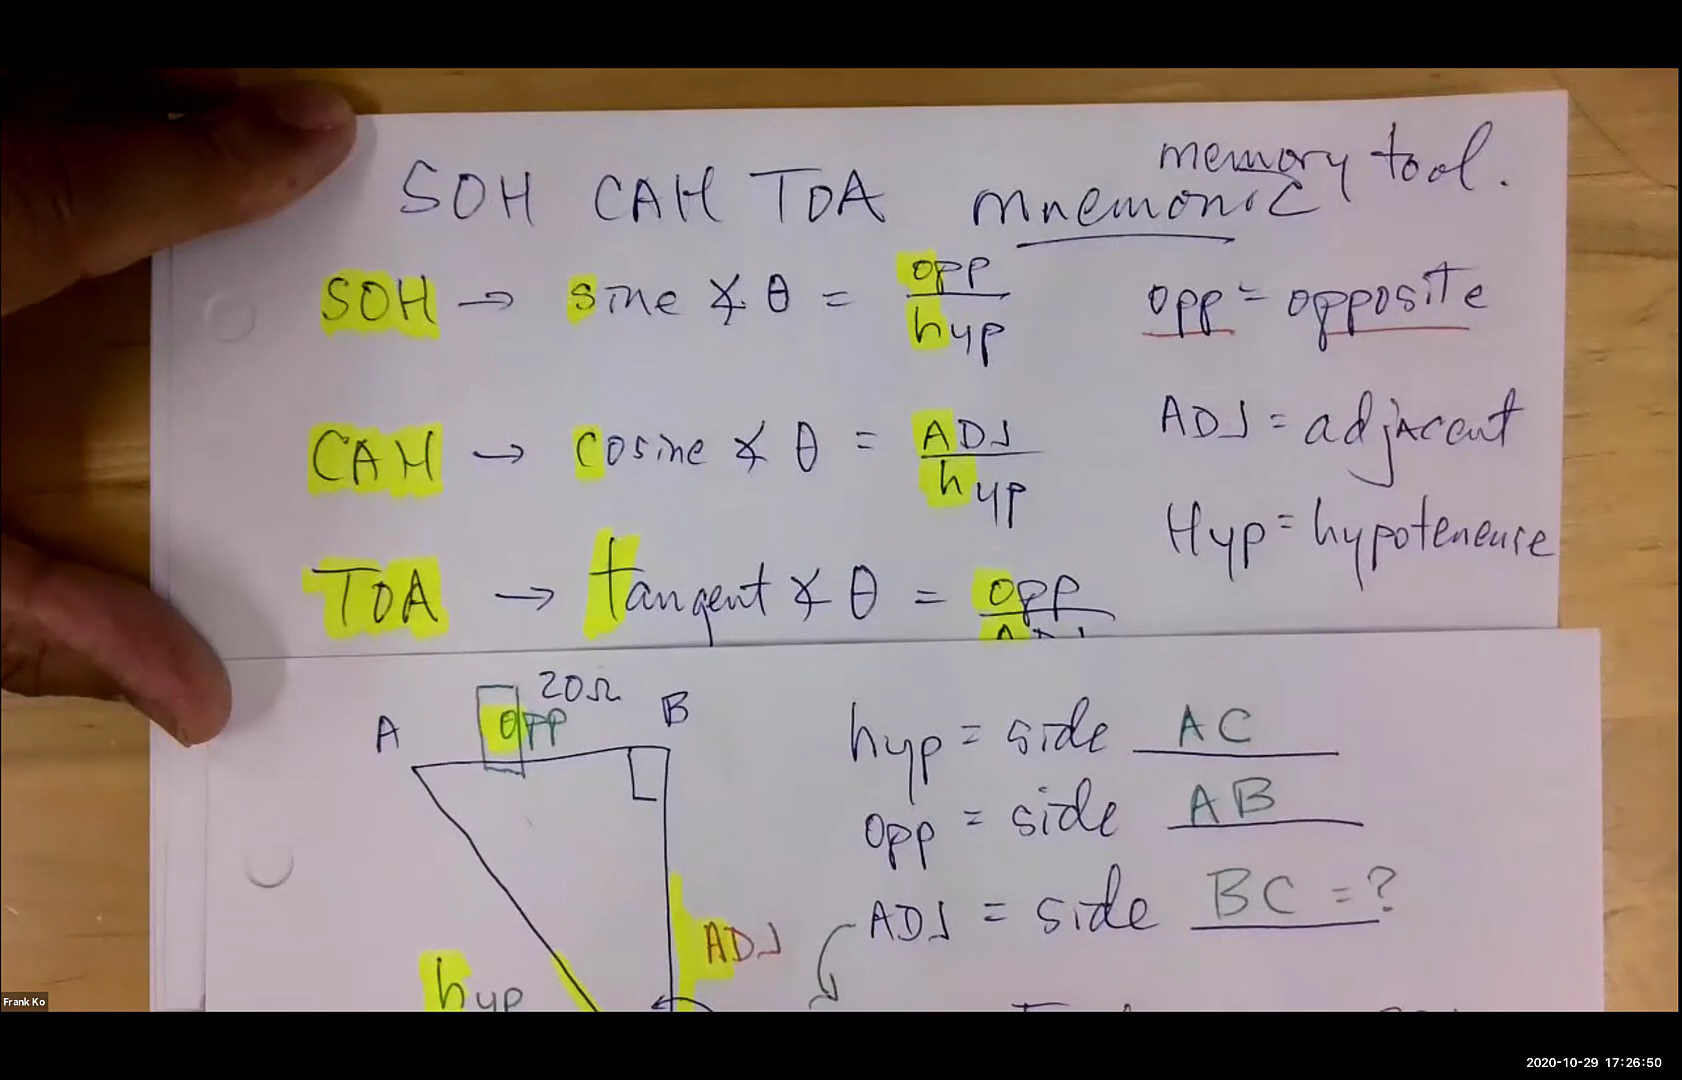 memory tool.
SOH CAH TOA mnemonic
SOH → sine ∡ θ = opp/hyp opp = opposite
CAH → cosine ∡ θ = ADJ/hyp ADJ = adjacent
Hyp = hypoteneuse
TOA → tangent ∡ θ = opp/ADJ
20Ω
A OPP B
hyp = side AC
opp = side AB
ADJ = side BC = ?
ADJ
hyp
Frank Ko
2020-10-29 17:26:50